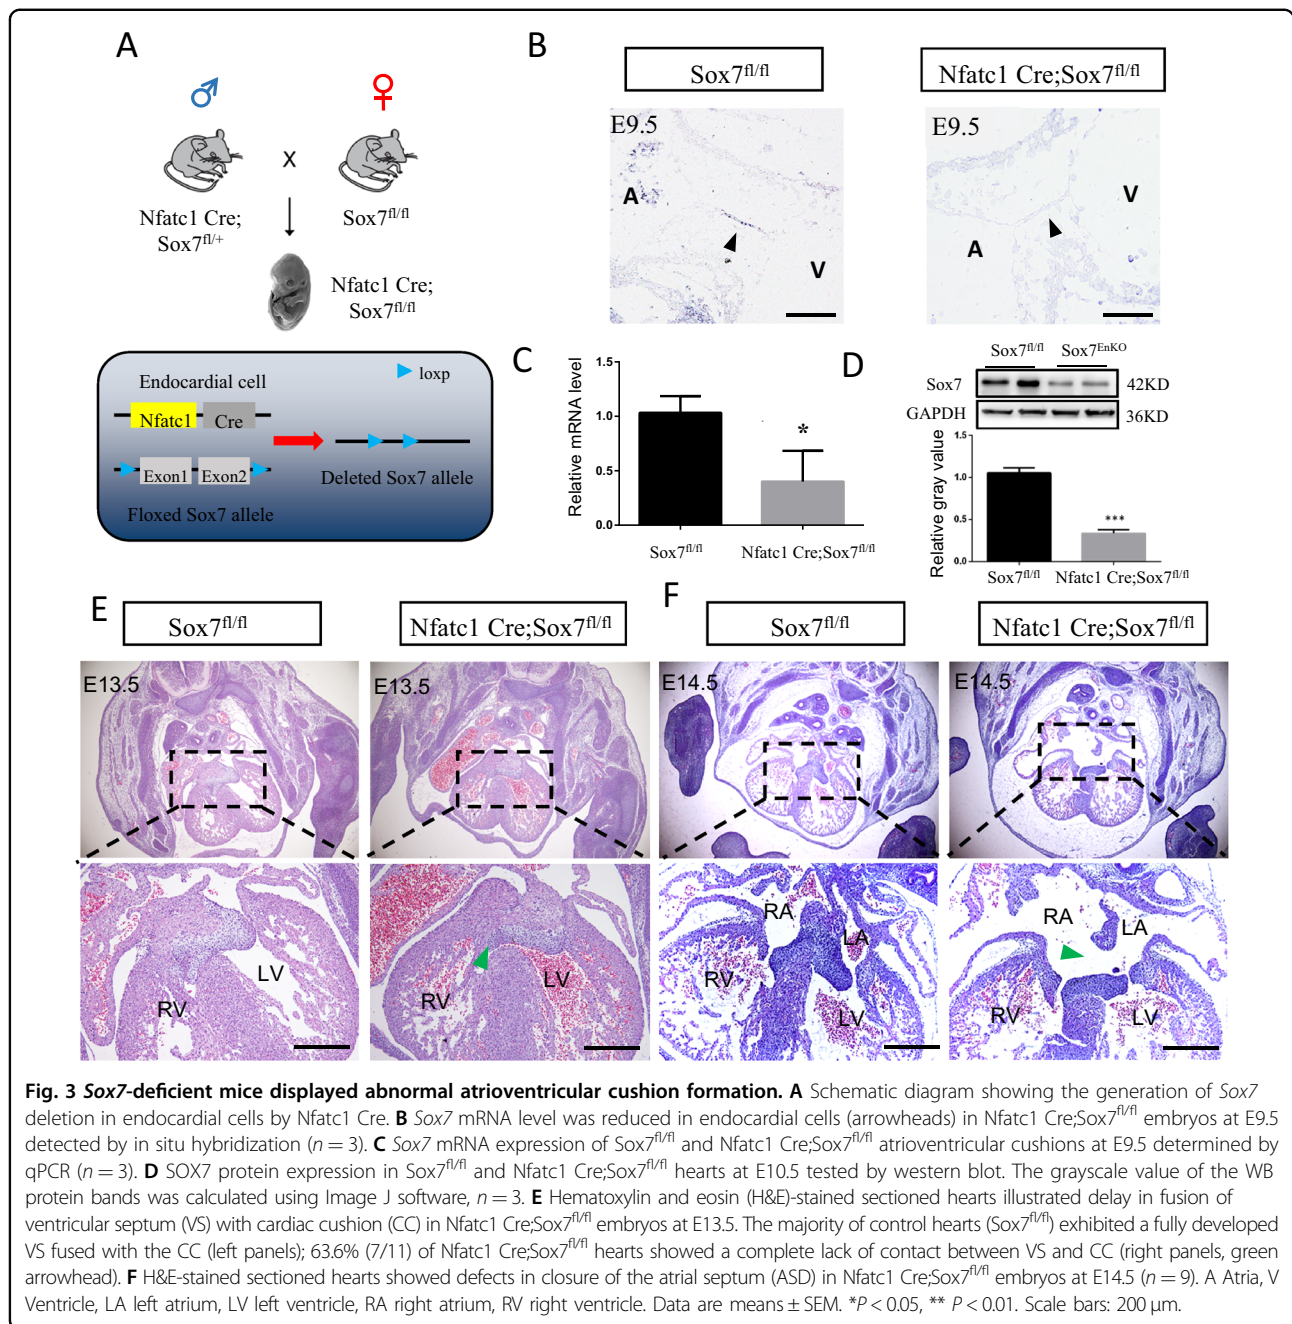 A
♂
♀
X
Nfatc1 Cre;
Sox7fl/+
Sox7fl/fl
Nfatc1 Cre;
Sox7fl/fl
Endocardial cell
loxp
Nfatc1
Cre
Exon1
Exon2
Deleted Sox7 allele
Floxed Sox7 allele
B
Sox7fl/fl
Nfatc1 Cre;Sox7fl/fl
E9.5
A
V
E9.5
V
A
C
Relative mRNA level
1.5
1.0
0.5
0.0
*
Sox7fl/fl
Nfatc1 Cre;Sox7fl/fl
D
Sox7fl/fl
Sox7EnKO
Sox7
42KD
GAPDH
36KD
Relative gray value
1.5
1.0
0.5
0.0
***
Sox7fl/fl
Nfatc1 Cre;Sox7fl/fl
E
Sox7fl/fl
Nfatc1 Cre;Sox7fl/fl
E13.5
E13.5
LV
RV
LV
RV
F
Sox7fl/fl
Nfatc1 Cre;Sox7fl/fl
E14.5
E14.5
RA
LA
RV
LV
RA
LA
RV
LV
Fig. 3 Sox7-deficient mice displayed abnormal atrioventricular cushion formation. A Schematic diagram showing the generation of Sox7
deletion in endocardial cells by Nfatc1 Cre. B Sox7 mRNA level was reduced in endocardial cells (arrowheads) in Nfatc1 Cre;Sox7fl/fl embryos at E9.5
detected by in situ hybridization (n = 3). C Sox7 mRNA expression of Sox7fl/fl and Nfatc1 Cre;Sox7fl/fl atrioventricular cushions at E9.5 determined by
qPCR (n = 3). D SOX7 protein expression in Sox7fl/fl and Nfatc1 Cre;Sox7fl/fl hearts at E10.5 tested by western blot. The grayscale value of the WB
protein bands was calculated using Image J software, n = 3. E Hematoxylin and eosin (H&E)-stained sectioned hearts illustrated delay in fusion of
ventricular septum (VS) with cardiac cushion (CC) in Nfatc1 Cre;Sox7fl/fl embryos at E13.5. The majority of control hearts (Sox7fl/fl) exhibited a fully developed
VS fused with the CC (left panels); 63.6% (7/11) of Nfatc1 Cre;Sox7fl/fl hearts showed a complete lack of contact between VS and CC (right panels, green
arrowhead). F H&E-stained sectioned hearts showed defects in closure of the atrial septum (ASD) in Nfatc1 Cre;Sox7fl/fl embryos at E14.5 (n = 9). A Atria, V
Ventricle, LA left atrium, LV left ventricle, RA right atrium, RV right ventricle. Data are means ± SEM. *P < 0.05, ** P < 0.01. Scale bars: 200 µm.